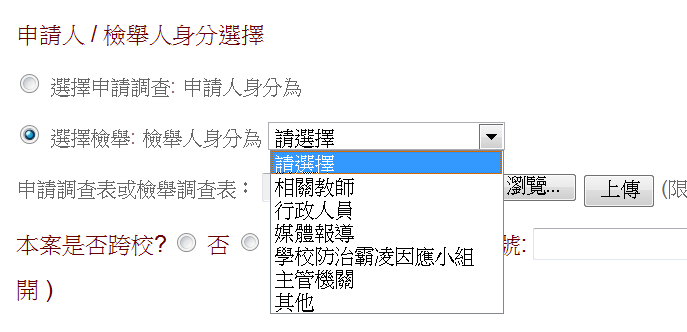 申請人 / 檢舉人身分選擇
選擇申請調查: 申請人身分為
選擇檢舉: 檢舉人身分為 請選擇
請選擇
申請調查表或檢舉調查表： 相關教師 瀏覽... 上傳 (限
行政人員
本案是否跨校? 否 媒體報導 號:
學校防治霸凌因應小組
主管機關
開 ) 其他